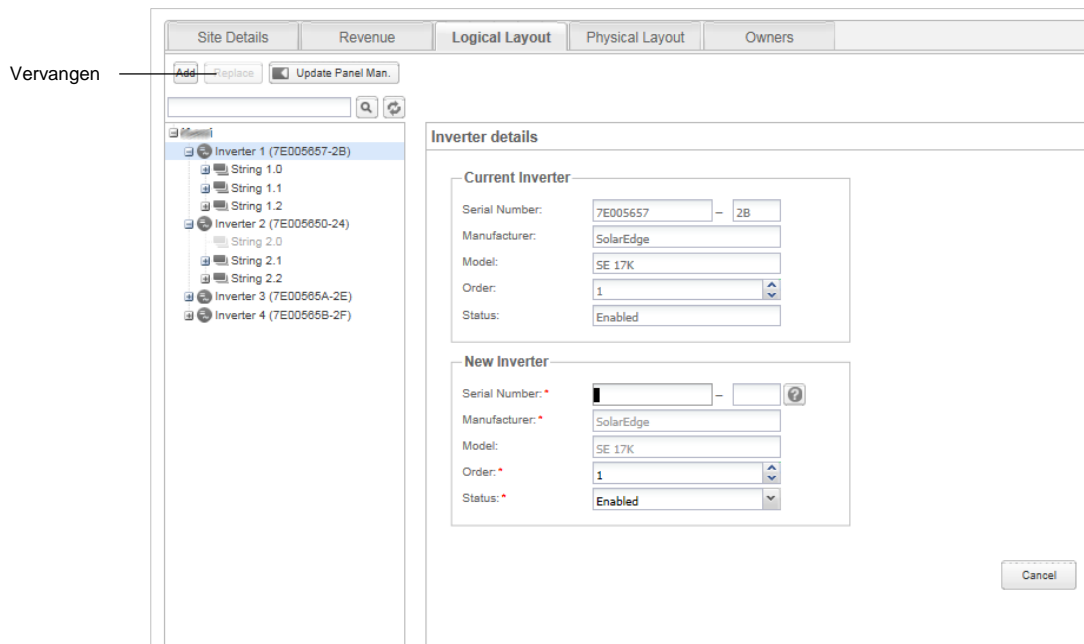 Site Details
Revenue
Logical Layout
Physical Layout
Owners
Vervangen
Add
Replace
Update Panel Man.
Inverter 1 (7E005657-2B)
String 1.0
String 1.1
String 1.2
Inverter 2 (7E005650-24)
String 2.0
String 2.1
String 2.2
Inverter 3 (7E00565A-2E)
Inverter 4 (7E00565B-2F)
Inverter details
Current Inverter
Serial Number: 7E005657 – 2B
Manufacturer: SolarEdge
Model: SE 17K
Order: 1
Status: Enabled
New Inverter
Serial Number:* –
Manufacturer:* SolarEdge
Model: SE 17K
Order:* 1
Status:* Enabled
Cancel